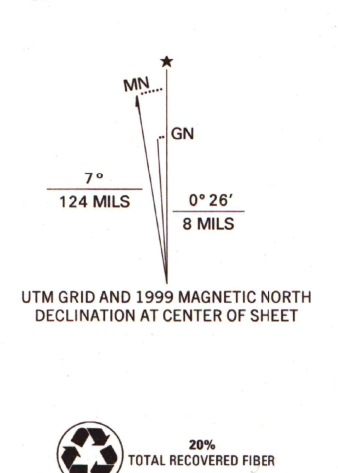 ★
MN
GN
7°
124 MILS
0° 26′
8 MILS
UTM GRID AND 1999 MAGNETIC NORTH
DECLINATION AT CENTER OF SHEET
20%
TOTAL RECOVERED FIBER